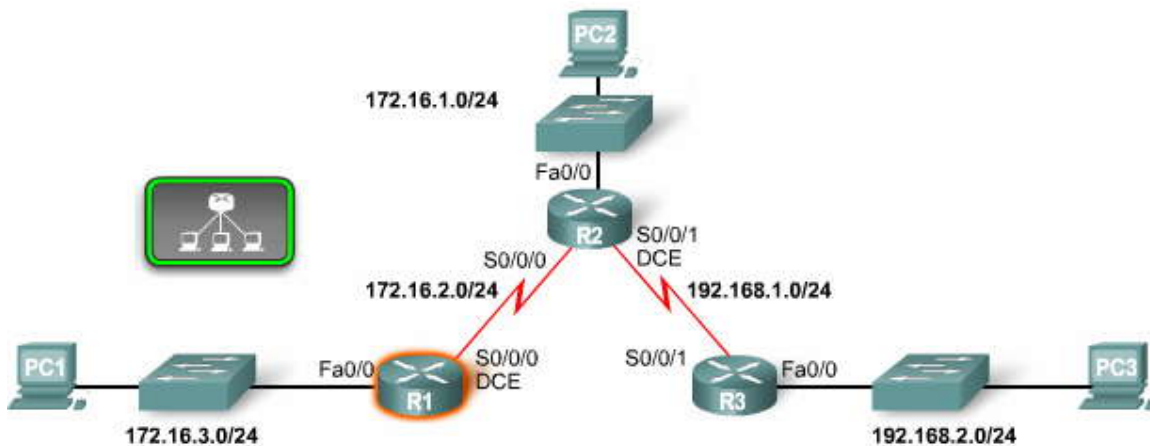 PC2
172.16.1.0/24
Fa0/0
R2
S0/0/1
DCE
S0/0/0
172.16.2.0/24
192.168.1.0/24
PC1
Fa0/0
S0/0/0
DCE
R1
S0/0/1
Fa0/0
R3
PC3
172.16.3.0/24
192.168.2.0/24